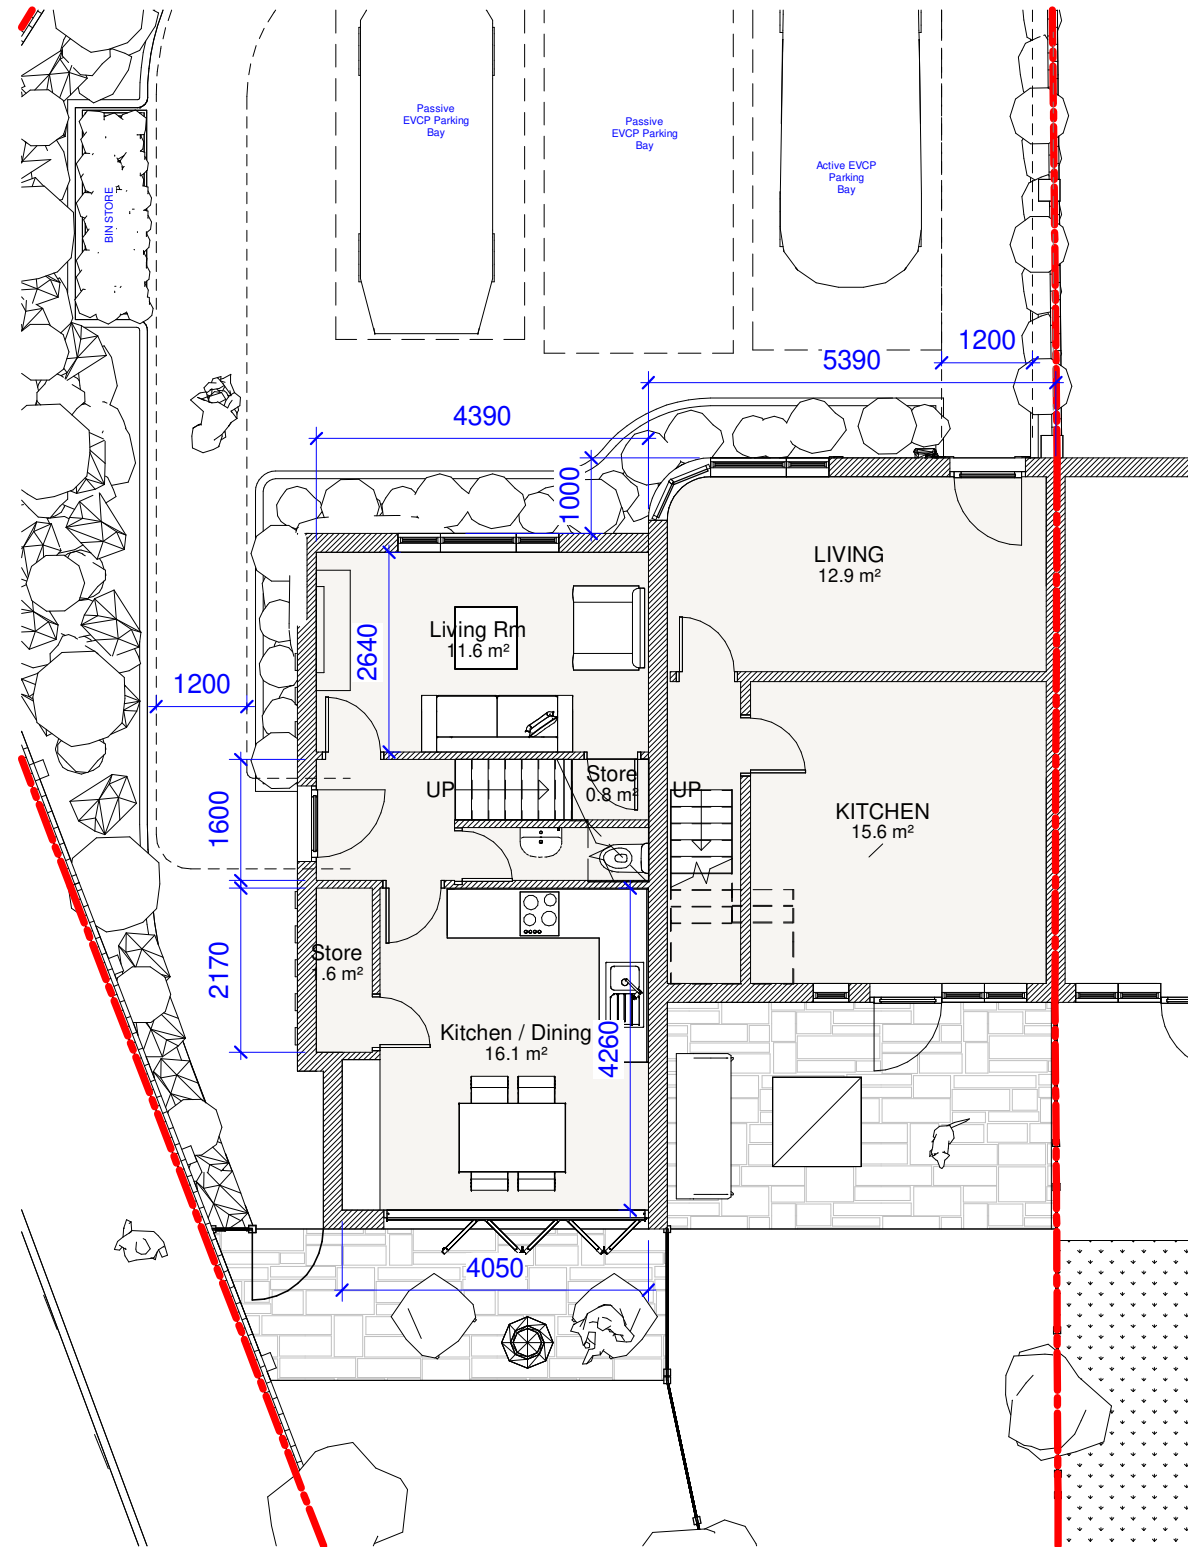 Passive
EVCP Parking
Bay
Passive
EVCP Parking
Bay
Active EVCP
Parking
Bay
BIN STORE
1200
5390
4390
1000
LIVING
12.9 m²
Living Rm
11.6 m²
2640
1200
UP
Store
0.8 m²
UP
1600
KITCHEN
15.6 m²
Store
1.6 m²
2170
Kitchen / Dining
16.1 m²
4260
4050